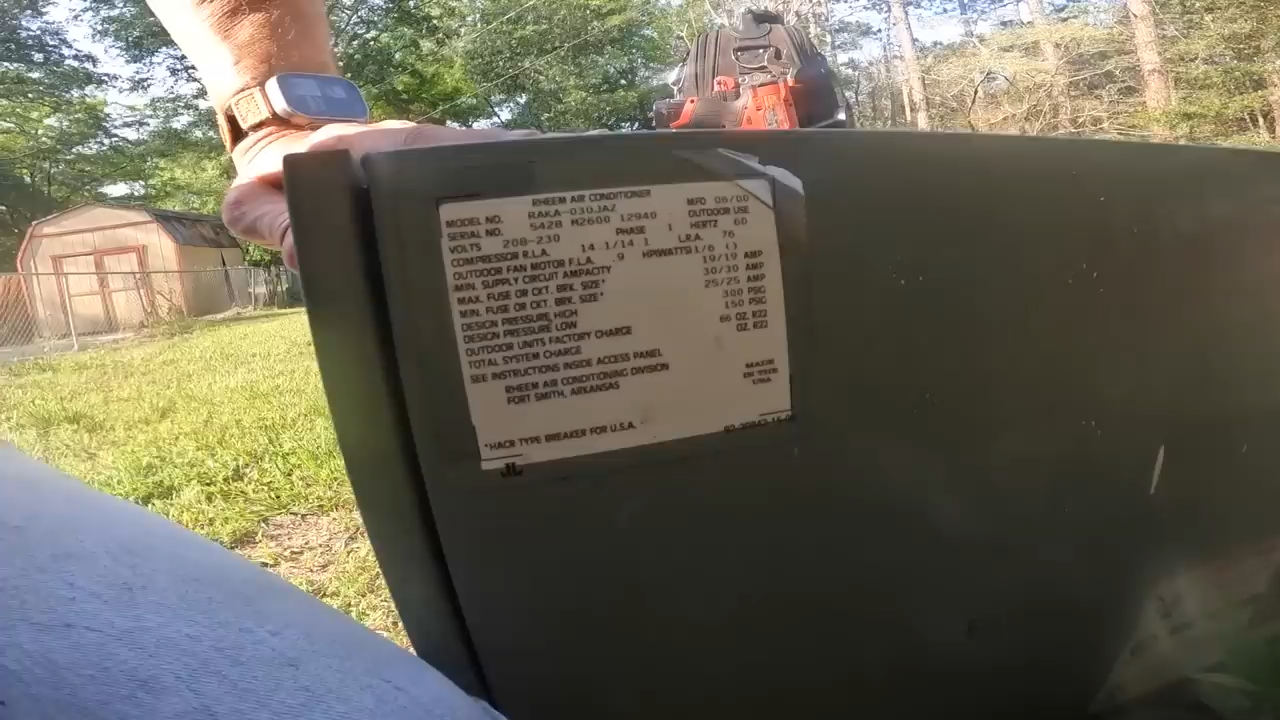 RHEEM AIR CONDITIONER
MFD 06/00
MODEL NO. RAKA-030JAZ OUTDOOR USE
SERIAL NO. 5428 M2600 12940
VOLTS 208-230 PHASE 1 HERTZ 60
COMPRESSOR R.L.A. 14.1/14.1 L.R.A. 76
OUTDOOR FAN MOTOR F.L.A. .9 HP(WATTS)1/6 ()
MIN. SUPPLY CIRCUIT AMPACITY 19/19 AMP
MAX. FUSE OR CKT. BRK. SIZE* 30/30 AMP
MIN. FUSE OR CKT. BRK. SIZE* 25/25 AMP
DESIGN PRESSURE HIGH 300 PSIG
DESIGN PRESSURE LOW 150 PSIG
OUTDOOR UNITS FACTORY CHARGE 66 OZ. R22
TOTAL SYSTEM CHARGE OZ. R22
SEE INSTRUCTIONS INSIDE ACCESS PANEL
RHEEM AIR CONDITIONING DIVISION
FORT SMITH, ARKANSAS
MADE
IN THE
USA
*HACR TYPE BREAKER FOR U.S.A.